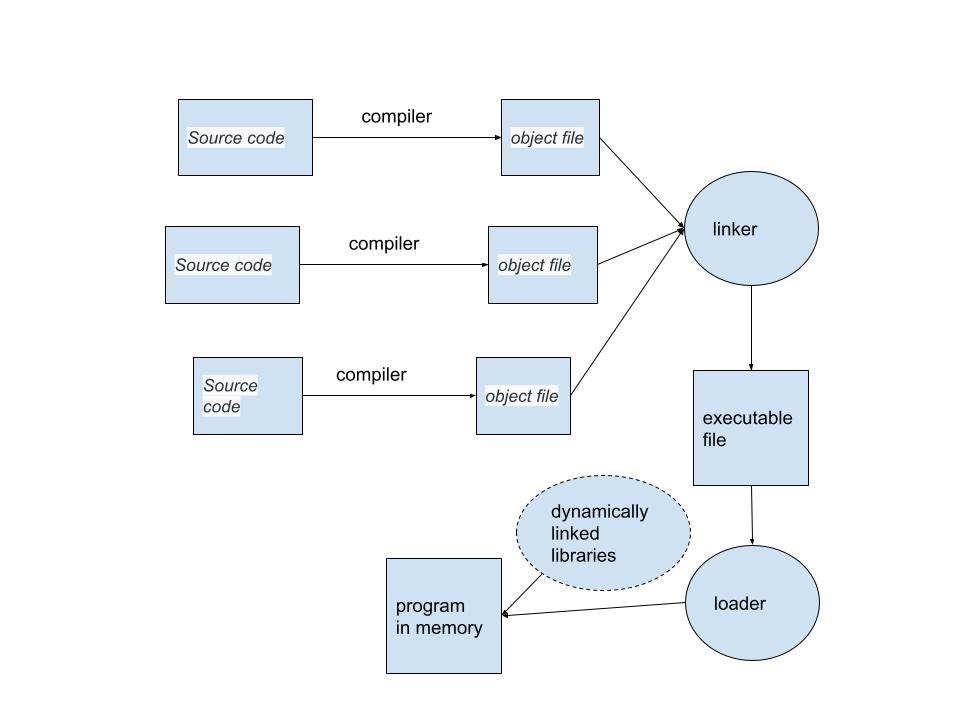 compiler
Source code
object file
linker
compiler
Source code
object file
compiler
Source
code
object file
executable
file
dynamically
linked
libraries
program
in memory
loader